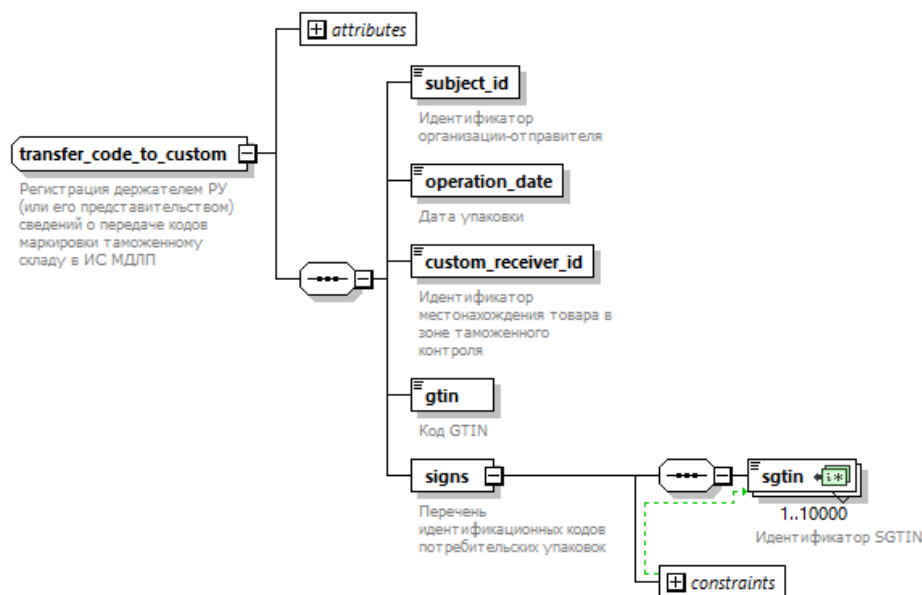 attributes
subject_id
Идентификатор
организации-отправителя
transfer_code_to_custom
Регистрация держателем РУ
(или его представительством)
сведений о передаче кодов
маркировки таможенному
складу в ИС МДЛП
operation_date
Дата упаковки
custom_receiver_id
Идентификатор
местонахождения товара в
зоне таможенного
контроля
gtin
Код GTIN
signs
Перечень
идентификационных кодов
потребительских упаковок
sgtin
1..10000
Идентификатор SGTIN
constraints